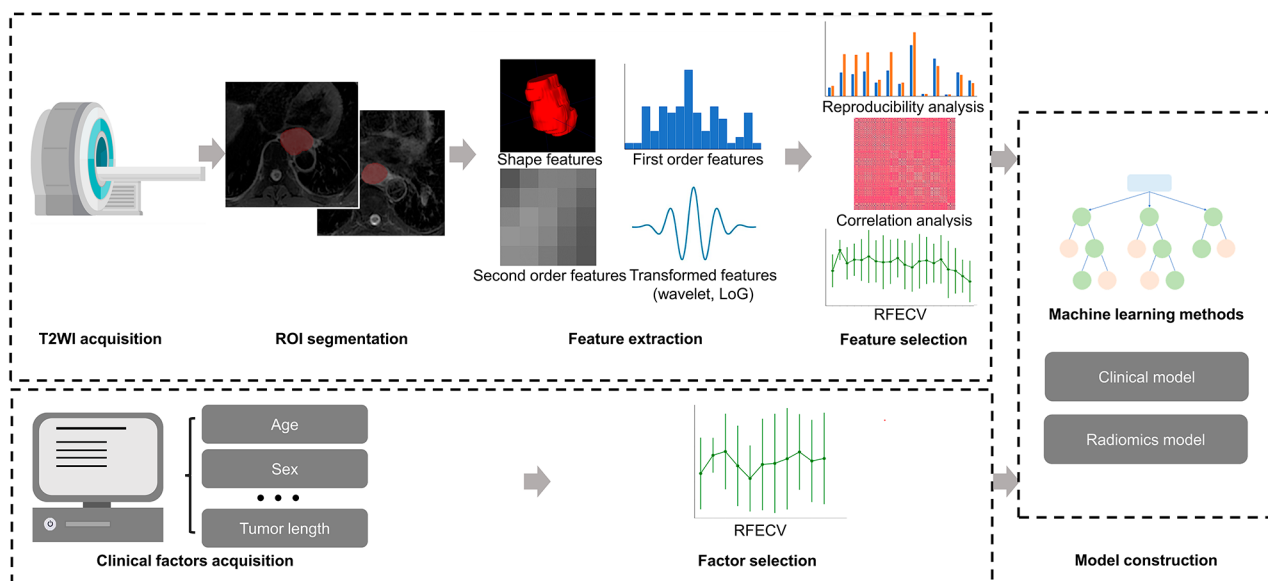 Shape features
First order features
Second order features
Transformed features
(wavelet, LoG)
Reproducibility analysis
Correlation analysis
RFECV
T2WI acquisition
ROI segmentation
Feature extraction
Feature selection
Age
Sex
• • •
Tumor length
Clinical factors acquisition
RFECV
Factor selection
Machine learning methods
Clinical model
Radiomics model
Model construction